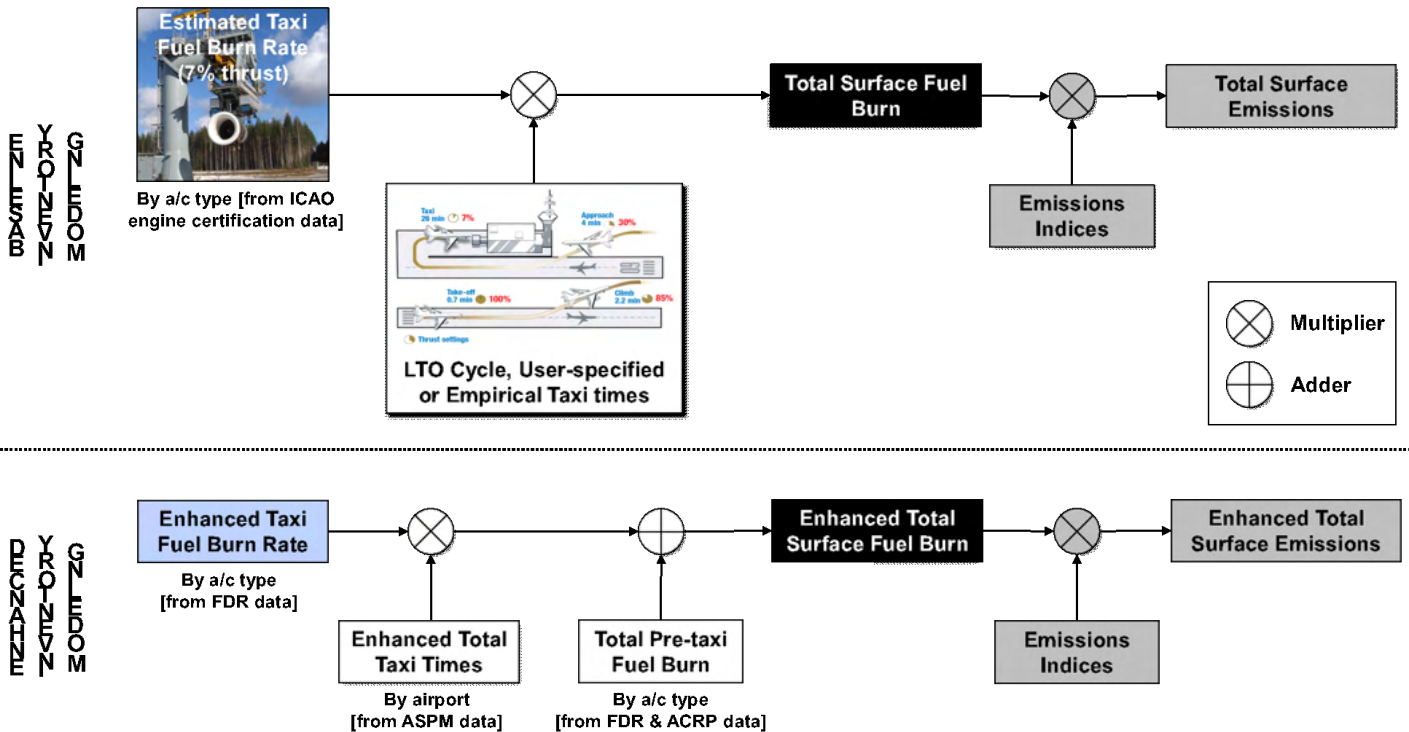 BASELINE
INVENTORY
MODELING
Estimated Taxi
Fuel Burn Rate
(7% thrust)
By a/c type [from ICAO
engine certification data]
Taxi
26 min 7%
Approach
4 min 30%
Take-off
0.7 min 100%
Climb
2.2 min 85%
Thrust settings
LTO Cycle, User-specified
or Empirical Taxi times
Total Surface Fuel
Burn
Emissions
Indices
Total Surface
Emissions
Multiplier
Adder
ENHANCED
INVENTORY
MODELING
Enhanced Taxi
Fuel Burn Rate
By a/c type
[from FDR data]
Enhanced Total
Taxi Times
By airport
[from ASPM data]
Total Pre-taxi
Fuel Burn
By a/c type
[from FDR & ACRP data]
Enhanced Total
Surface Fuel Burn
Emissions
Indices
Enhanced Total
Surface Emissions